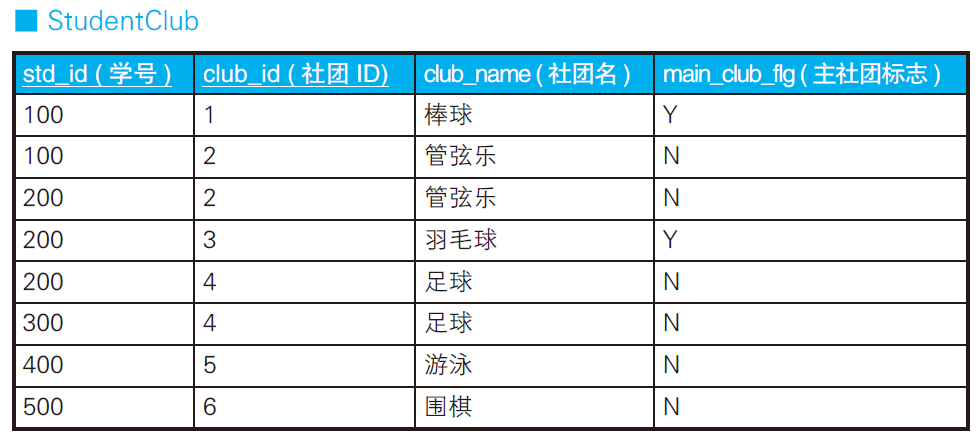 ■ StudentClub
std_id ( 学号 ) club_id ( 社团 ID) club_name ( 社团名 ) main_club_flg ( 主社团标志 )
100 1 棒球 Y
100 2 管弦乐 N
200 2 管弦乐 N
200 3 羽毛球 Y
200 4 足球 N
300 4 足球 N
400 5 游泳 N
500 6 围棋 N